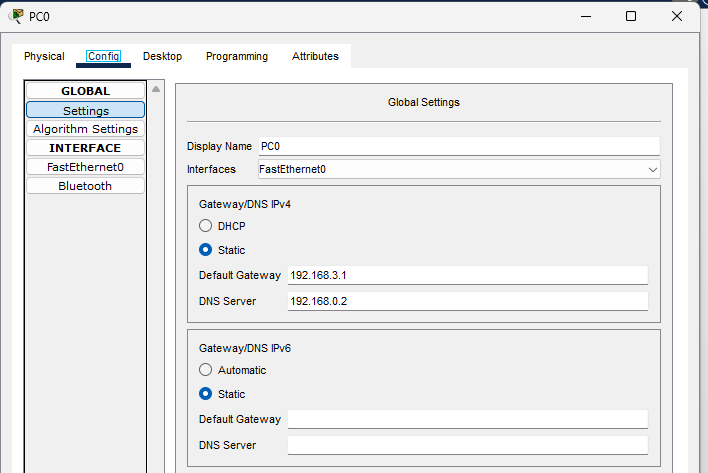 PC0
Physical Config Desktop Programming Attributes
GLOBAL
Settings
Algorithm Settings
INTERFACE
FastEthernet0
Bluetooth
Global Settings
Display Name PC0
Interfaces FastEthernet0
Gateway/DNS IPv4
DHCP
Static
Default Gateway 192.168.3.1
DNS Server 192.168.0.2
Gateway/DNS IPv6
Automatic
Static
Default Gateway
DNS Server